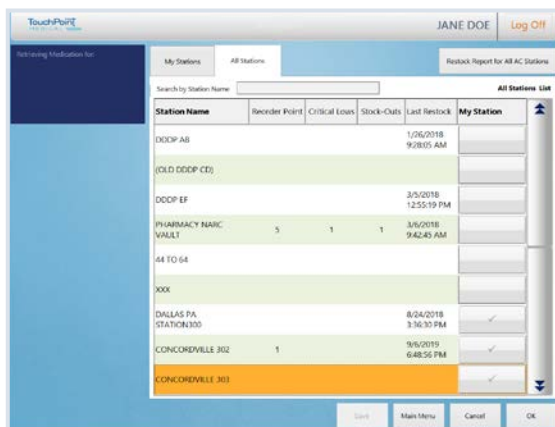 TouchPoint
MEDICAL
JANE DOE
Log Off
Retrieving Medication for:
My Stations
All Stations
Restock Report for All AC Stations
Search by Station Name
All Stations List
Station Name Reorder Point Critical Lows Stock-Outs Last Restock My Station
DDDP AB 1/26/2018
9:28:05 AM
(OLD DDDP CD)
DDDP EF 3/5/2018
12:55:19 PM
PHARMACY NARC 5 1 1 3/6/2018
VAULT 9:42:45 AM
44 TO 64
XXX
DALLAS PA 8/24/2018
STATION300 3:36:30 PM
CONCORDVILLE 302 1 9/6/2019
6:48:56 PM
CONCORDVILLE 303
Save
Main Menu
Cancel
OK